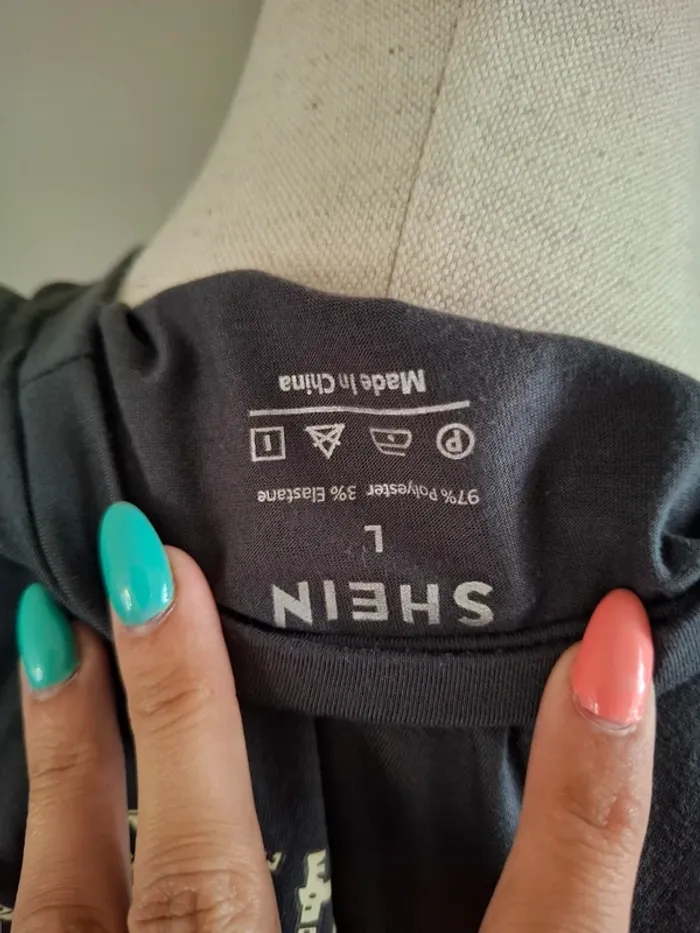 SHEIN
L
97% Polyester 3% Elastane
P
Made In China